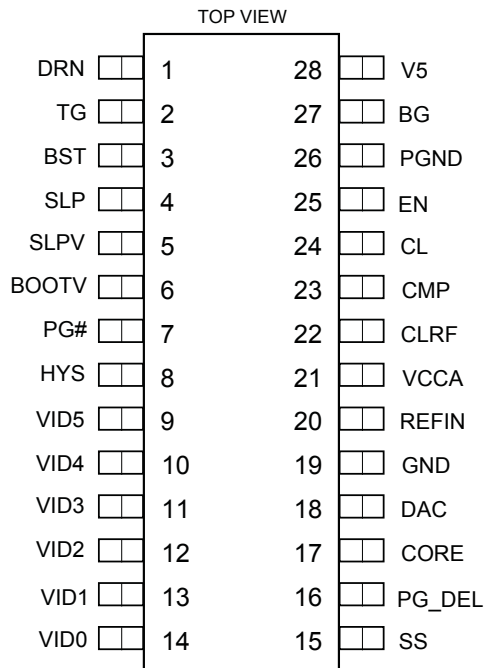 TOP VIEW
DRN 1 28 V5
TG 2 27 BG
BST 3 26 PGND
SLP 4 25 EN
SLPV 5 24 CL
BOOTV 6 23 CMP
PG# 7 22 CLRF
HYS 8 21 VCCA
VID5 9 20 REFIN
VID4 10 19 GND
VID3 11 18 DAC
VID2 12 17 CORE
VID1 13 16 PG_DEL
VID0 14 15 SS